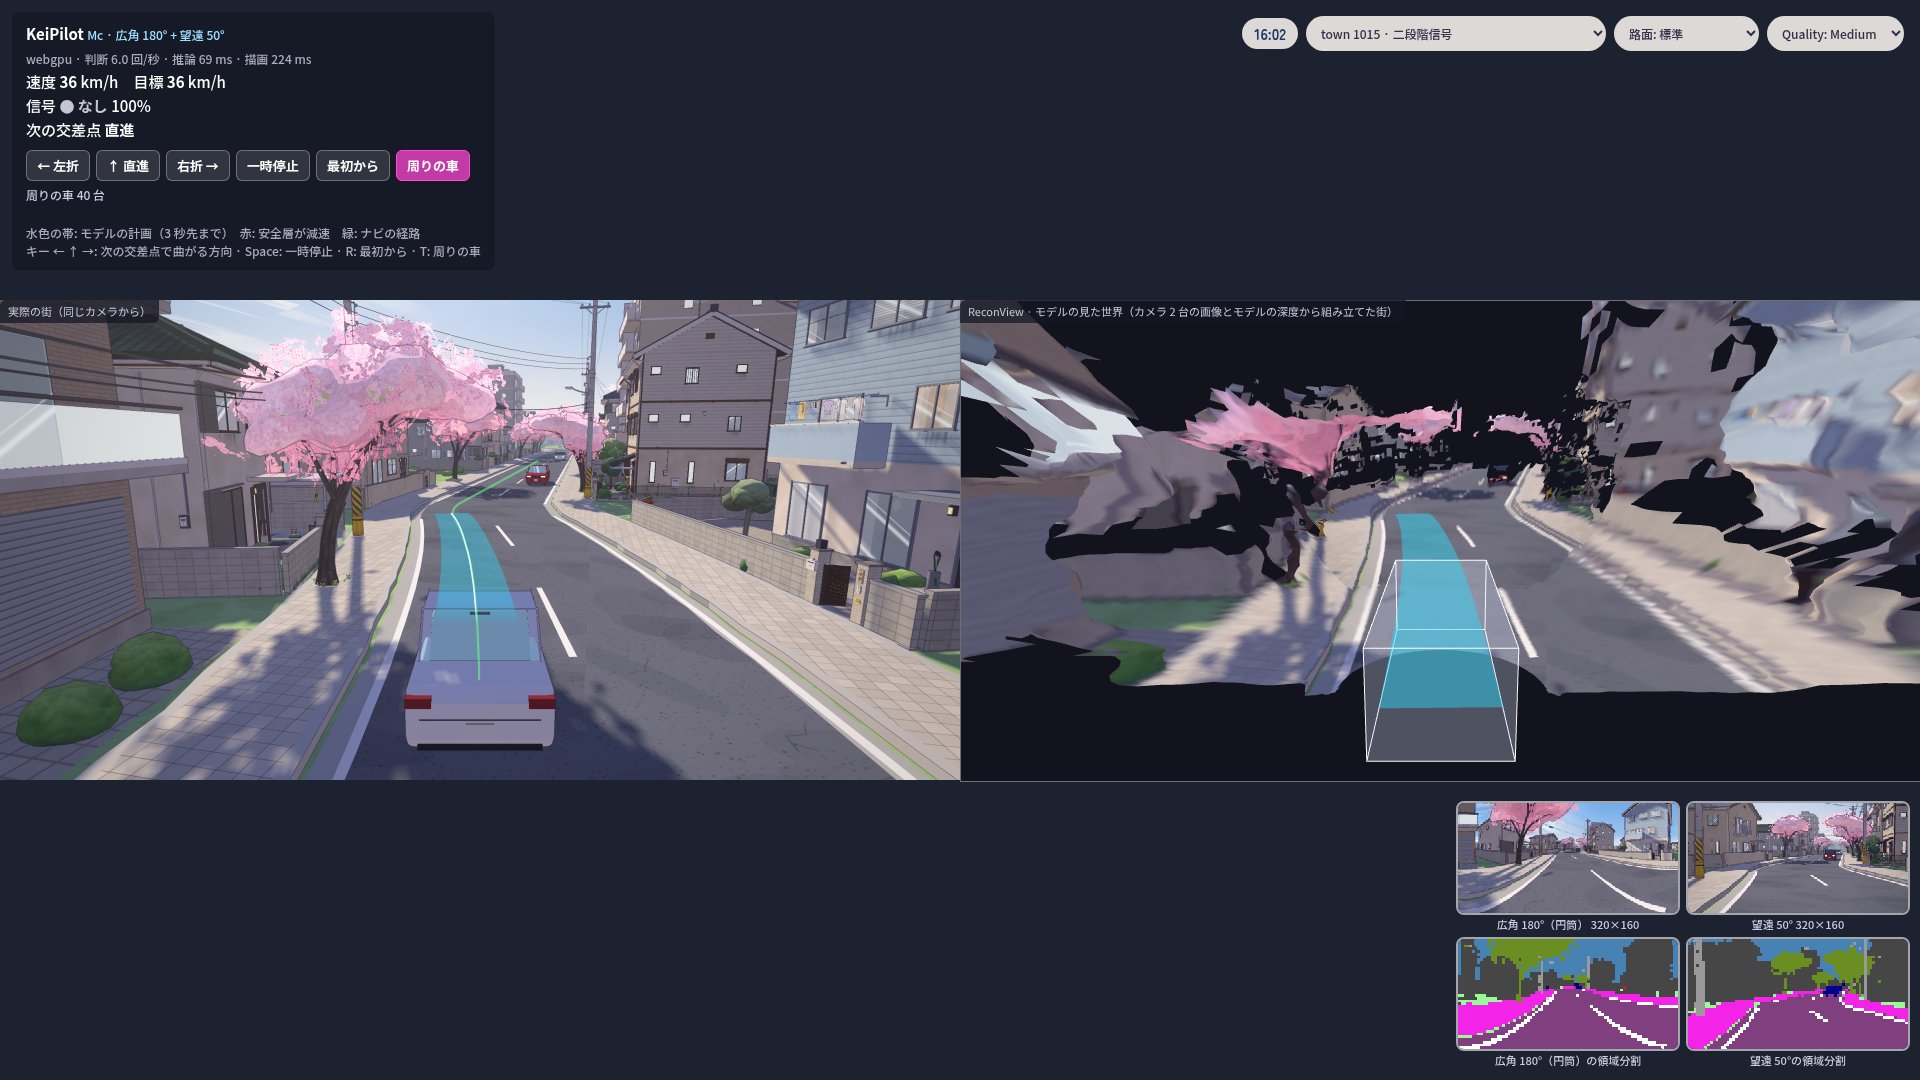 KeiPilot Mc · 広角 180° + 望遠 50°
webgpu · 判断 6.0 回/秒 · 推論 69 ms · 描画 224 ms
速度 36 km/h 目標 36 km/h
信号 なし 100%
次の交差点 直進
← 左折 ↑ 直進 右折 → 一時停止 最初から 周りの車
周りの車 40 台
水色の帯: モデルの計画（3 秒先まで） 赤: 安全層が減速 緑: ナビの経路
キー ← ↑ →: 次の交差点で曲がる方向 · Space: 一時停止 · R: 最初から · T: 周りの車
16:02 town 1015 · 二段階信号 路面: 標準 Quality: Medium
実際の街（同じカメラから）
ReconView · モデルの見た世界（カメラ 2 台の画像とモデルの深度から組み立てた街）
広角 180°（円筒） 320×160
望遠 50° 320×160
広角 180°（円筒）の領域分割
望遠 50°の領域分割